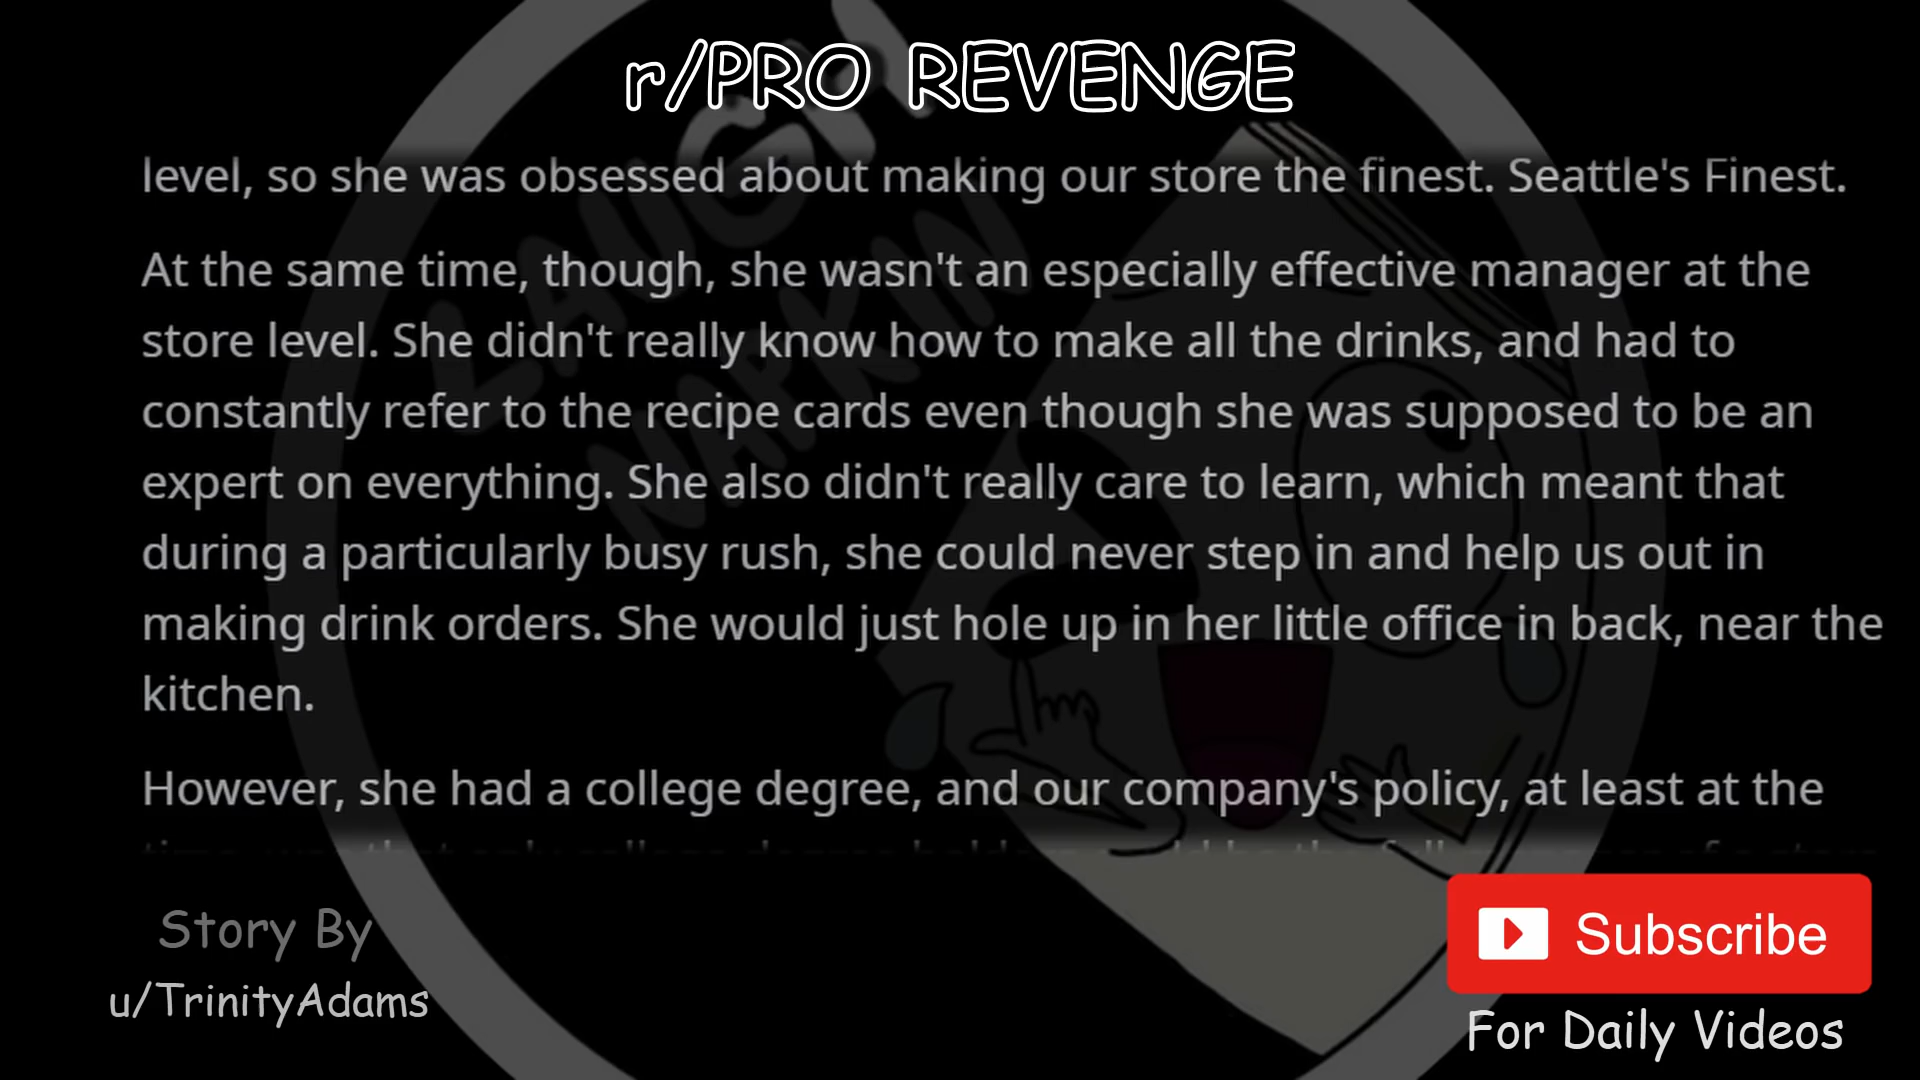 r/PRO REVENGE
LAUGH
NAPKIN
level, so she was obsessed about making our store the finest. Seattle's Finest.
At the same time, though, she wasn't an especially effective manager at the
store level. She didn't really know how to make all the drinks, and had to
constantly refer to the recipe cards even though she was supposed to be an
expert on everything. She also didn't really care to learn, which meant that
during a particularly busy rush, she could never step in and help us out in
making drink orders. She would just hole up in her little office in back, near the
kitchen.
However, she had a college degree, and our company's policy, at least at the
Story By
u/TrinityAdams
Subscribe
For Daily Videos